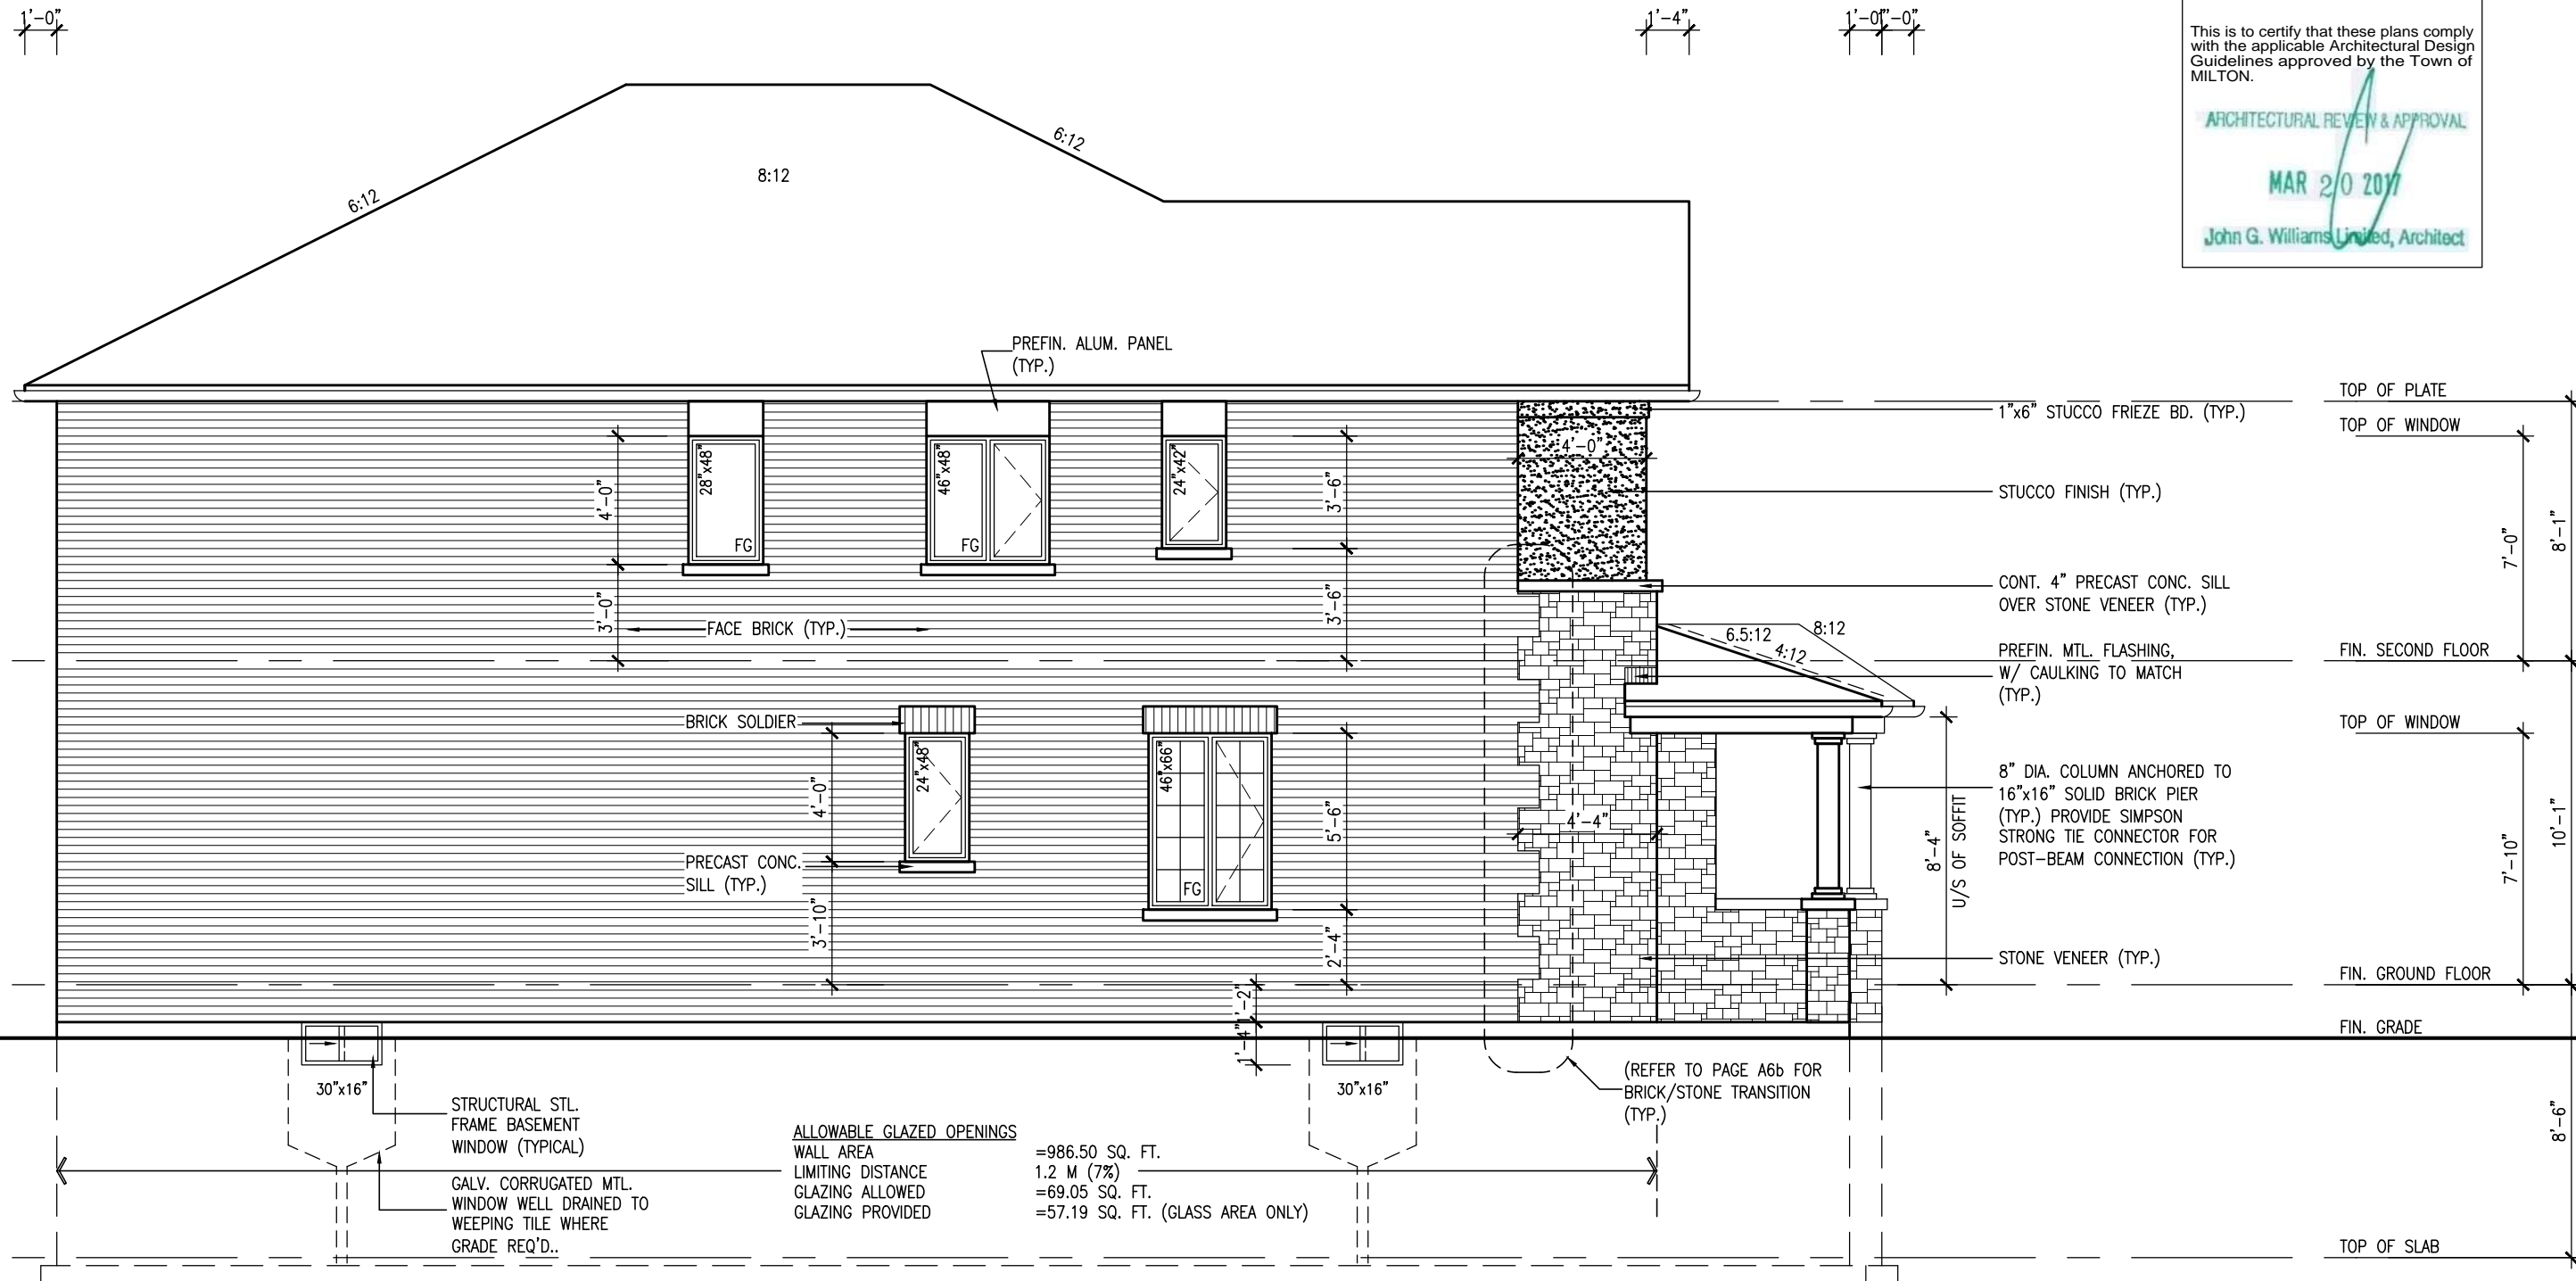 1'-0"
1'-4"
1'-0"
1'-0"
This is to certify that these plans comply
with the applicable Architectural Design
Guidelines approved by the Town of
MILTON.
ARCHITECTURAL REVIEW & APPROVAL
MAR 20 2017
John G. Williams Limited, Architect
6:12
8:12
6:12
PREFIN. ALUM. PANEL
(TYP.)
TOP OF PLATE
1"x6" STUCCO FRIEZE BD. (TYP.)
TOP OF WINDOW
28"x48"
FG
46"x48"
FG
24"x42"
4'-0"
3'-0"
3'-6"
3'-6"
4'-0"
STUCCO FINISH (TYP.)
7'-0"
8'-1"
CONT. 4" PRECAST CONC. SILL
OVER STONE VENEER (TYP.)
FACE BRICK (TYP.)
6.5:12
8:12
4:12
PREFIN. MTL. FLASHING,
W/ CAULKING TO MATCH
(TYP.)
FIN. SECOND FLOOR
BRICK SOLDIER
TOP OF WINDOW
24"x48"
46"x66"
FG
4'-0"
3'-10"
5'-6"
2'-4"
4'-4"
8" DIA. COLUMN ANCHORED TO
16"x16" SOLID BRICK PIER
(TYP.) PROVIDE SIMPSON
STRONG TIE CONNECTOR FOR
POST-BEAM CONNECTION (TYP.)
8'-4"
U/S OF SOFFIT
7'-10"
10'-1"
PRECAST CONC.
SILL (TYP.)
STONE VENEER (TYP.)
FIN. GROUND FLOOR
1'-2"
1'-4"
FIN. GRADE
30"x16"
30"x16"
STRUCTURAL STL.
FRAME BASEMENT
WINDOW (TYPICAL)
GALV. CORRUGATED MTL.
WINDOW WELL DRAINED TO
WEEPING TILE WHERE
GRADE REQ'D..
(REFER TO PAGE A6b FOR
BRICK/STONE TRANSITION
(TYP.)
8'-6"
ALLOWABLE GLAZED OPENINGS
WALL AREA =986.50 SQ. FT.
LIMITING DISTANCE 1.2 M (7%)
GLAZING ALLOWED =69.05 SQ. FT.
GLAZING PROVIDED =57.19 SQ. FT. (GLASS AREA ONLY)
TOP OF SLAB